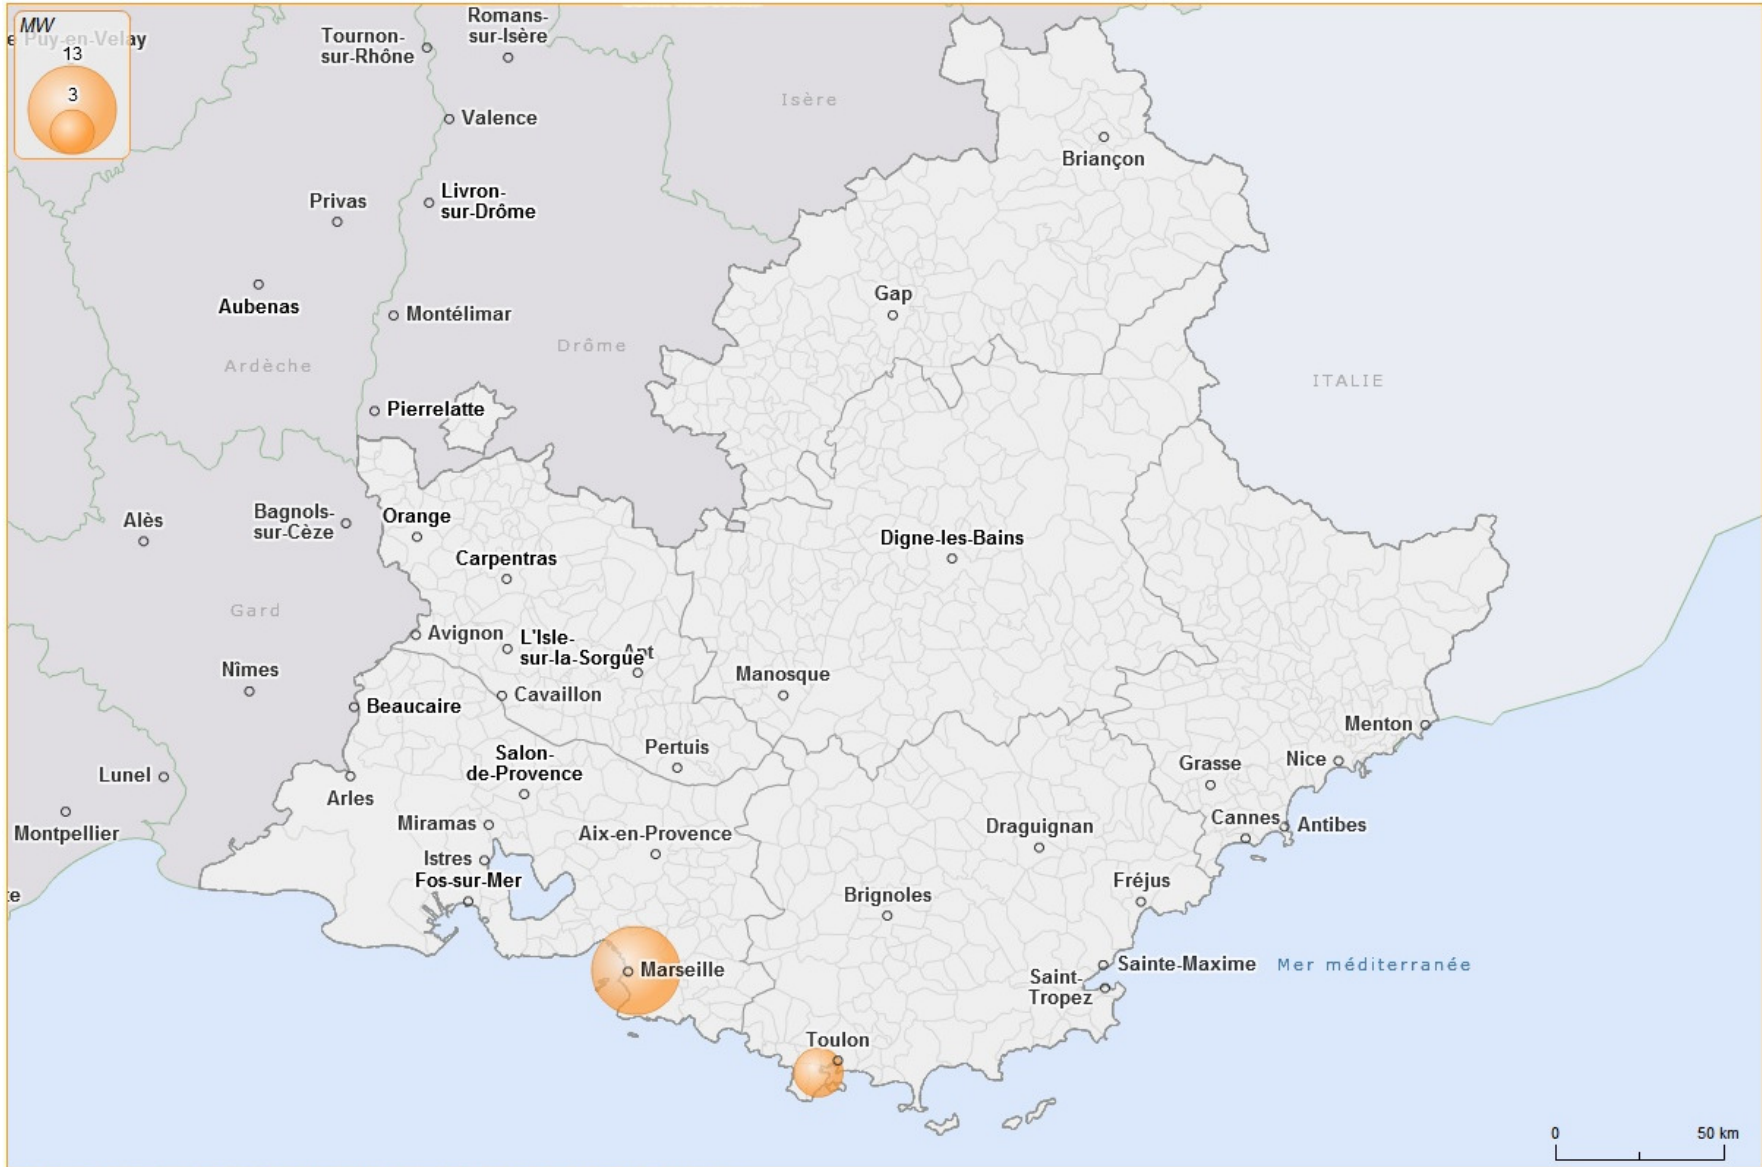 MW
e Puy-en-Velay
13
3
Romans-
sur-Isère
Tournon-
sur-Rhône
Isère
Valence
Briançon
Livron-
sur-Drôme
Privas
Gap
Aubenas
Montélimar
Drôme
Ardèche
ITALIE
Pierrelatte
Orange
Bagnols-
sur-Cèze
Alès
Digne-les-Bains
Carpentras
Gard
Avignon
L'Isle-
sur-la-Sorgue
Apt
Nîmes
Manosque
Cavaillon
Beaucaire
Menton
Pertuis
Salon-
de-Provence
Nice
Grasse
Lunel
Arles
Montpellier
Miramas
Aix-en-Provence
Draguignan
Cannes
Antibes
Istres
Fos-sur-Mer
Fréjus
Brignoles
te
Marseille
Sainte-Maxime
Mer méditerranée
Saint-
Tropez
Toulon
0
50 km